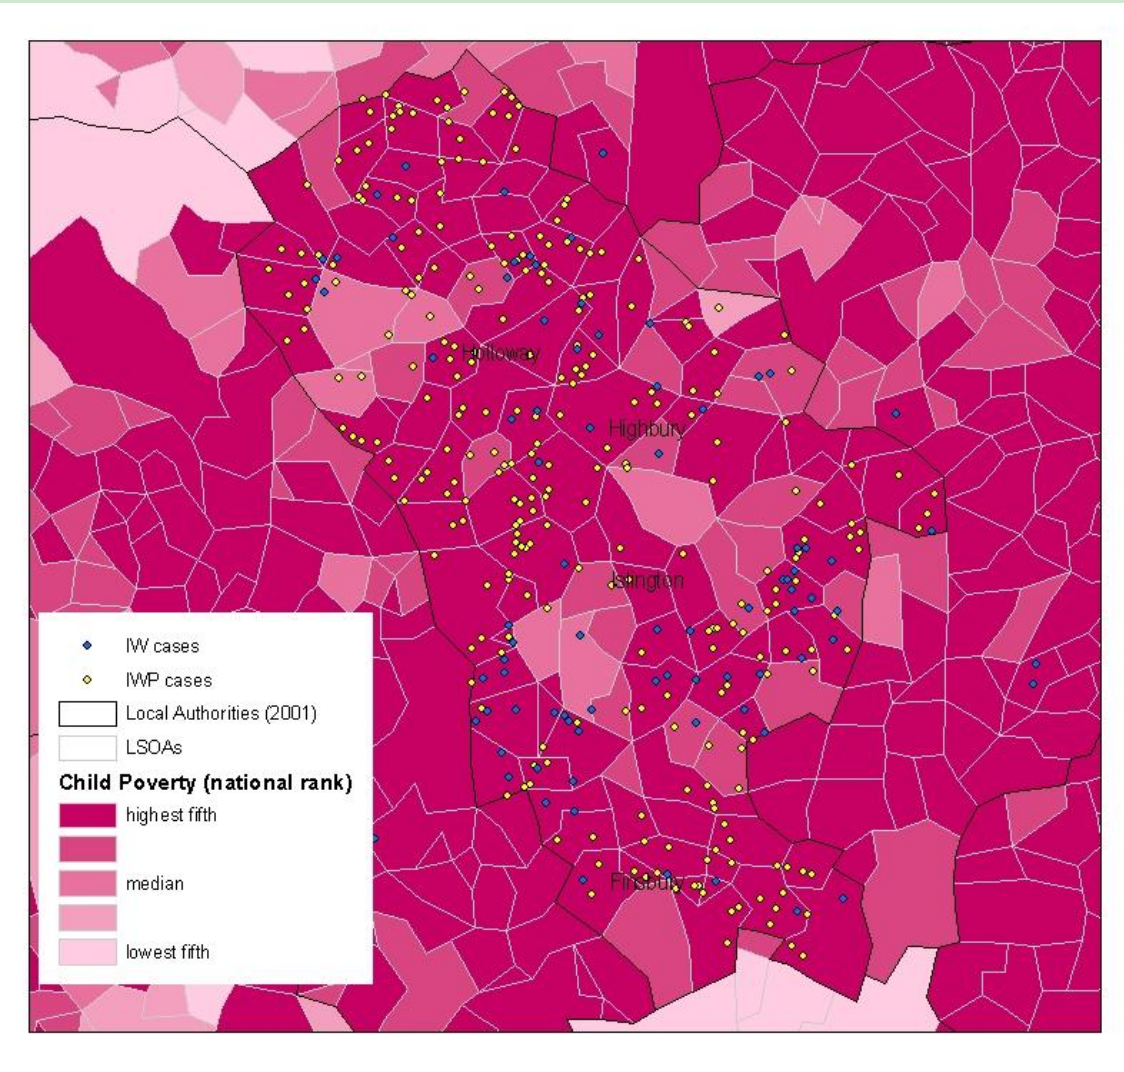 Holloway
Highbury
Islington
Finsbury
IW cases
IWP cases
Local Authorities (2001)
LSOAs
Child Poverty (national rank)
highest fifth
median
lowest fifth